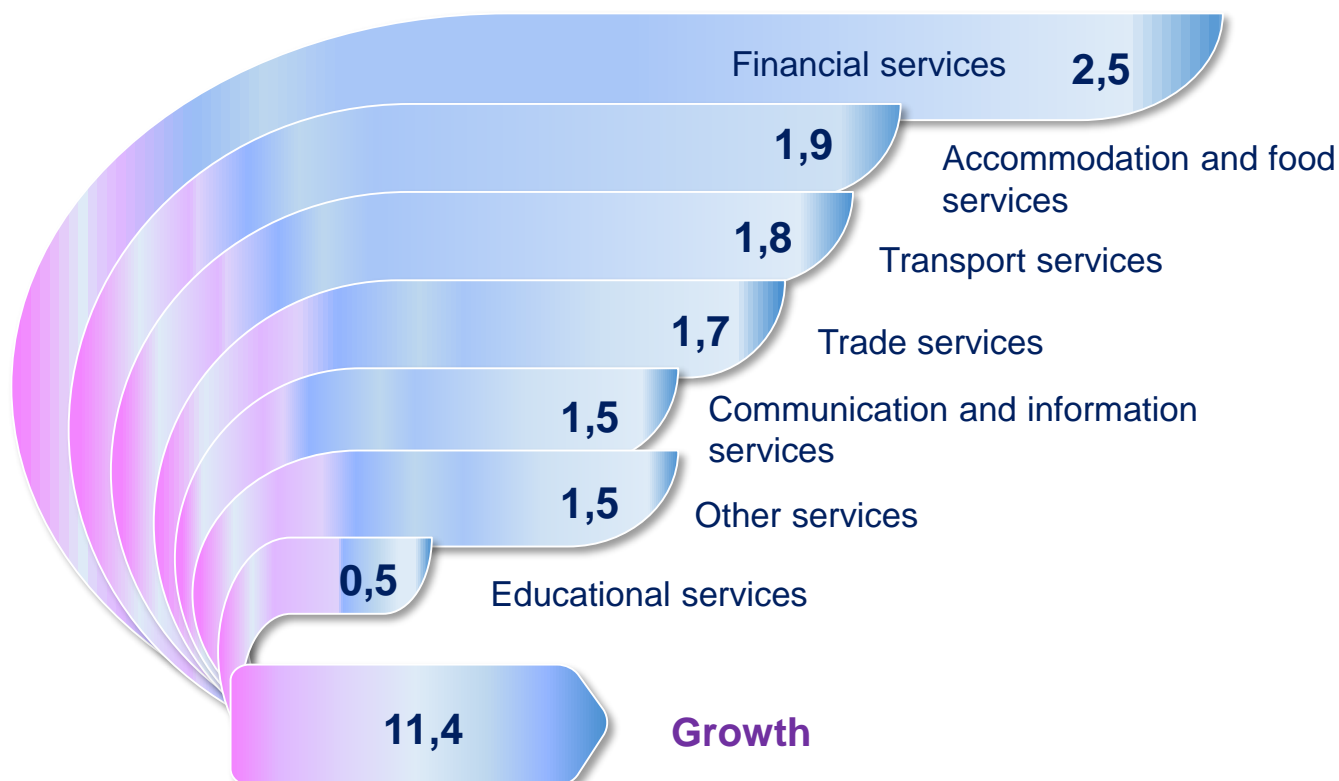 Financial services 2,5
1,9 Accommodation and food
services
1,8 Transport services
1,7 Trade services
1,5 Communication and information
services
1,5 Other services
0,5 Educational services
11,4 Growth